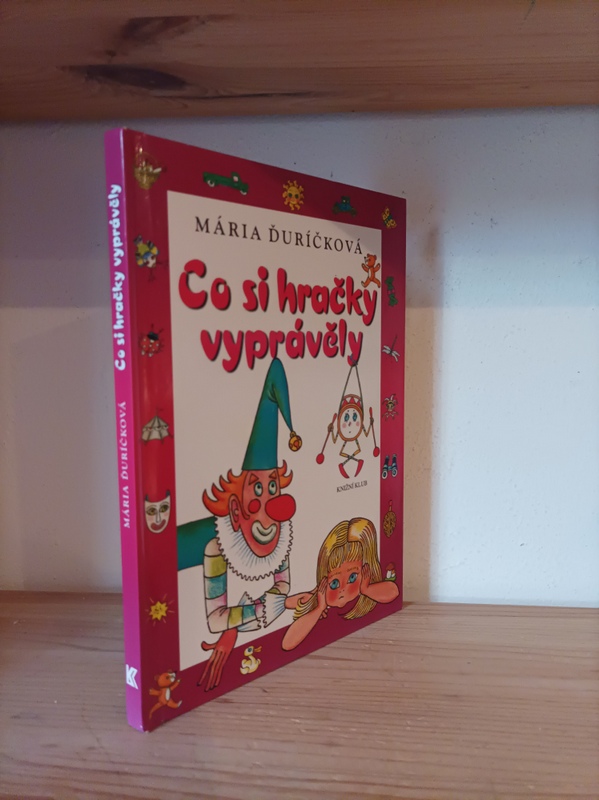 MÁRIA ĎURÍČKOVÁ
Co si hračky
vyprávěly
KNIŽNÍ KLUB
MÁRIA ĎURÍČKOVÁ Co si hračky vyprávěly